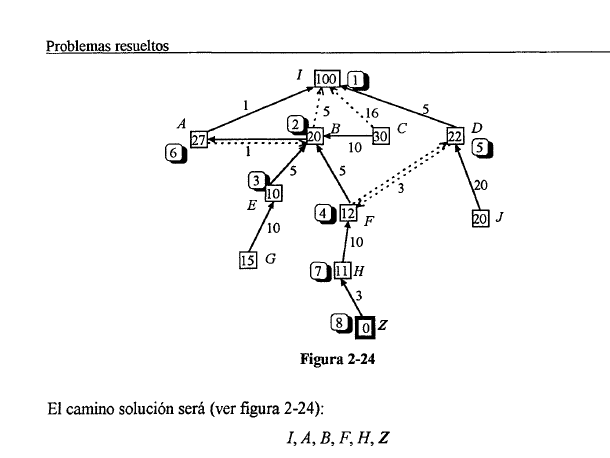 Problemas resueltos
I 100 1
1 5 16 5
A 27 6
2 20 B
1
10
30 C
22 D 5
3 10 E
5
5
3
20
4 12 F
20 J
10
15 G
10
7 11 H
3
8 0 Z
Figura 2-24
El camino solución será (ver figura 2-24):
I, A, B, F, H, Z